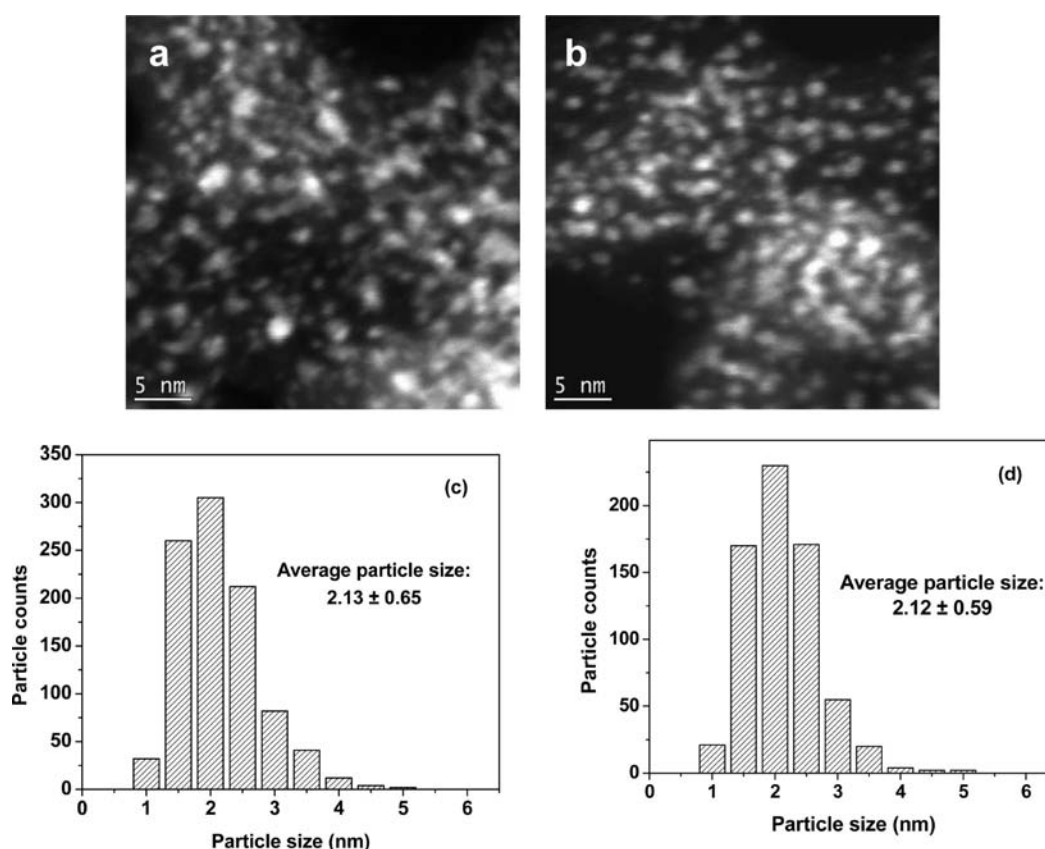 a
b
5 nm
5 nm
350
300
250
200
150
100
50
0
Particle counts
(c)
Average particle size:
2.13 ± 0.65
0 1 2 3 4 5 6
Particle size (nm)
200
150
100
50
0
Particle counts
(d)
Average particle size:
2.12 ± 0.59
0 1 2 3 4 5 6
Particle size (nm)